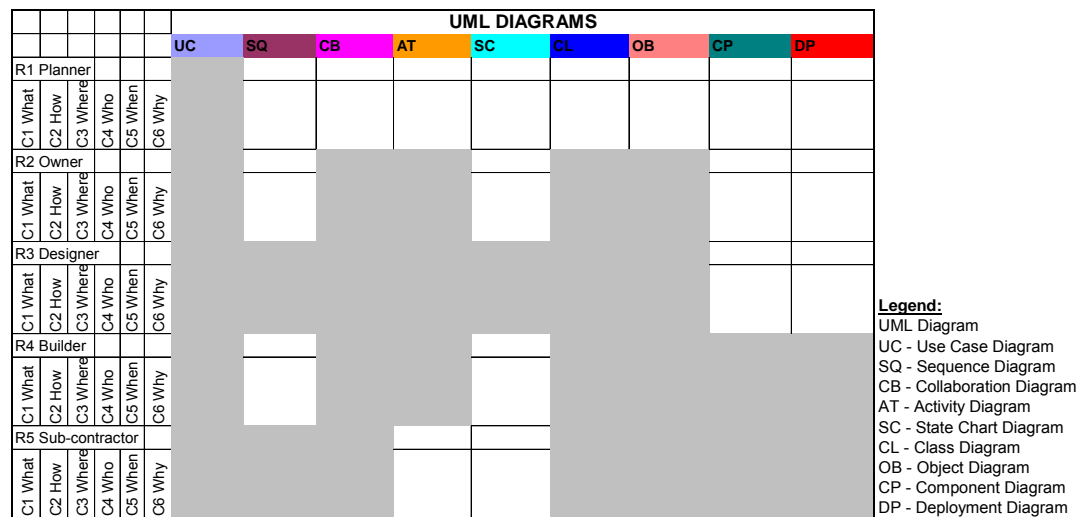 UML DIAGRAMS
UC SQ CB AT SC CL OB CP DP
R1 Planner
C1 What C2 How C3 Where C4 Who C5 When C6 Why
R2 Owner
C1 What C2 How C3 Where C4 Who C5 When C6 Why
R3 Designer
C1 What C2 How C3 Where C4 Who C5 When C6 Why
R4 Builder
C1 What C2 How C3 Where C4 Who C5 When C6 Why
R5 Sub-contractor
C1 What C2 How C3 Where C4 Who C5 When C6 Why
Legend:
UML Diagram
UC - Use Case Diagram
SQ - Sequence Diagram
CB - Collaboration Diagram
AT - Activity Diagram
SC - State Chart Diagram
CL - Class Diagram
OB - Object Diagram
CP - Component Diagram
DP - Deployment Diagram